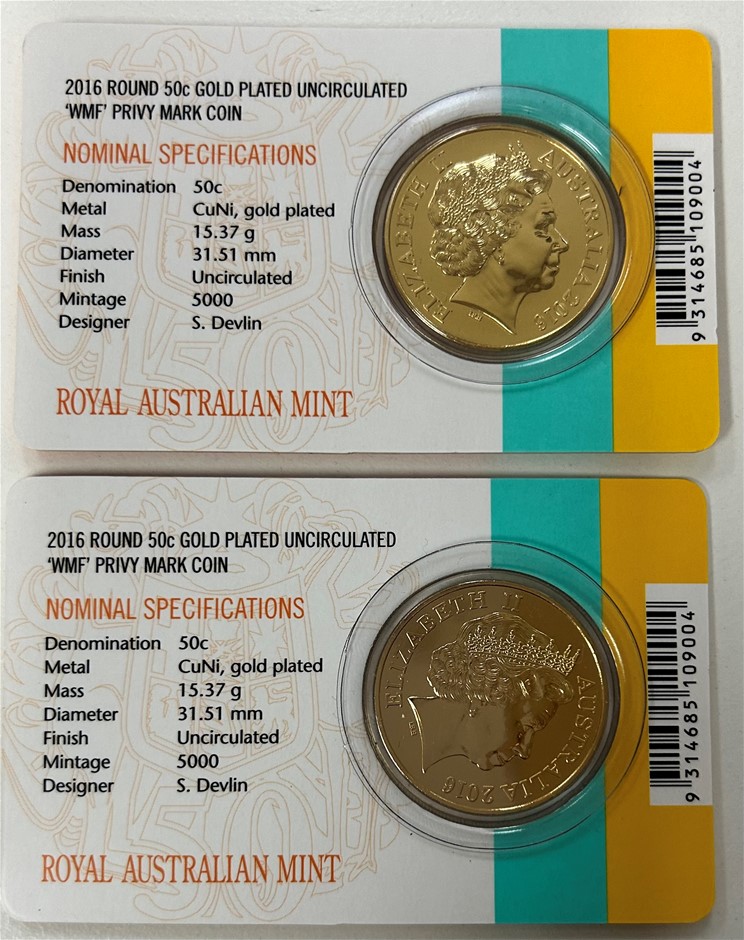 2016 ROUND 50c GOLD PLATED UNCIRCULATED
'WMF' PRIVY MARK COIN
NOMINAL SPECIFICATIONS
Denomination 50c
Metal CuNi, gold plated
Mass 15.37 g
Diameter 31.51 mm
Finish Uncirculated
Mintage 5000
Designer S. Devlin
ROYAL AUSTRALIAN MINT
ELIZABETH II AUSTRALIA 2016
9 314685 109004
2016 ROUND 50c GOLD PLATED UNCIRCULATED
'WMF' PRIVY MARK COIN
NOMINAL SPECIFICATIONS
Denomination 50c
Metal CuNi, gold plated
Mass 15.37 g
Diameter 31.51 mm
Finish Uncirculated
Mintage 5000
Designer S. Devlin
ROYAL AUSTRALIAN MINT
ELIZABETH II AUSTRALIA 2016
9 314685 109004